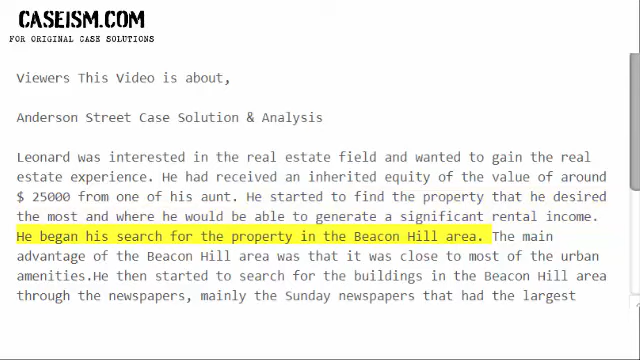 CASEISM.COM
FOR ORIGINAL CASE SOLUTIONS
Viewers This Video is about,
Anderson Street Case Solution & Analysis
Leonard was interested in the real estate field and wanted to gain the real
estate experience. He had received an inherited equity of the value of around
$ 25000 from one of his aunt. He started to find the property that he desired
the most and where he would be able to generate a significant rental income.
He began his search for the property in the Beacon Hill area. The main
advantage of the Beacon Hill area was that it was close to most of the urban
amenities.He then started to search for the buildings in the Beacon Hill area
through the newspapers, mainly the Sunday newspapers that had the largest